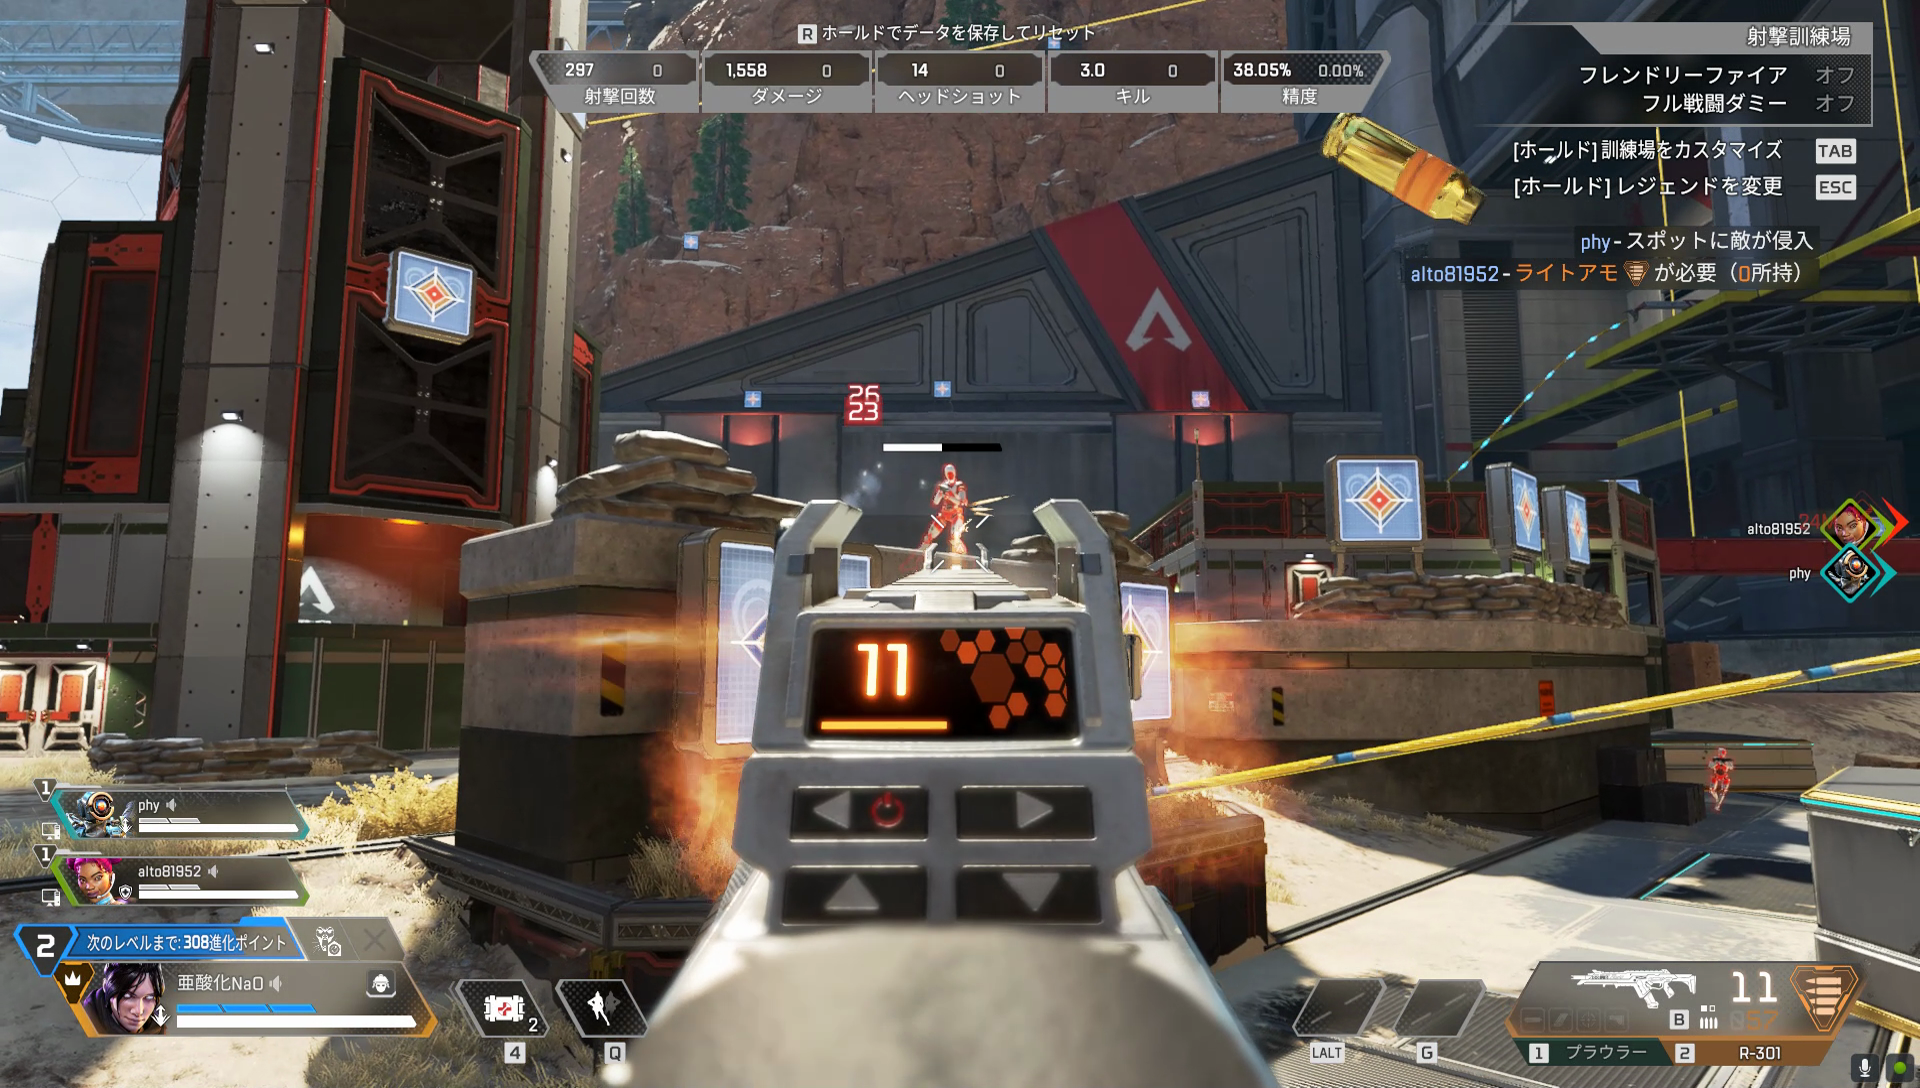 R ホールドでデータを保存してリセット
297 0 1,558 0 14 0 3.0 0 38.05% 0.00%
射撃回数 ダメージ ヘッドショット キル 精度
射撃訓練場
フレンドリーファイア オフ
フル戦闘ダミー オフ
[ホールド]訓練場をカスタマイズ TAB
[ホールド]レジェンドを変更 ESC
phy-スポットに敵が侵入
alto81952-ライトアモ が必要（0所持）
26
23
alto81952
phy
11
1
phy
1
alto81952
2 次のレベルまで:308進化ポイント
亜酸化NaO
2
4 Q
LALT G
11
B 57
1 プラウラー 2 R-301